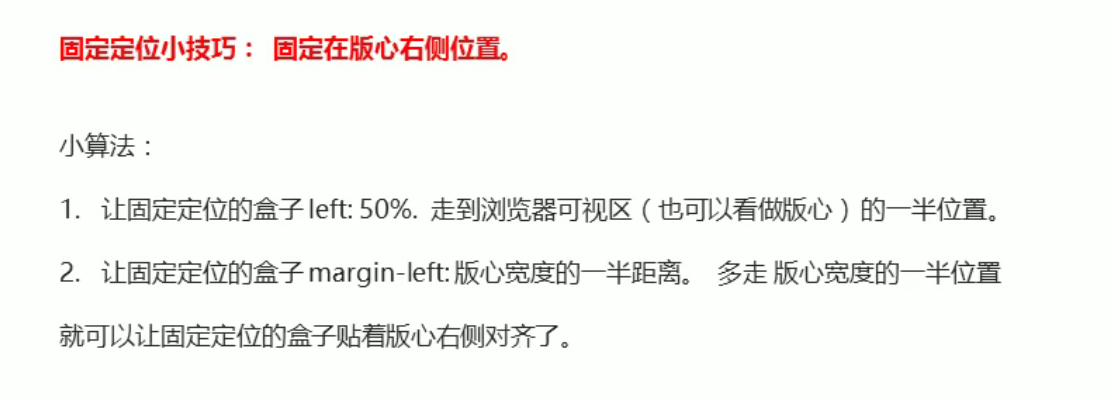 固定定位小技巧： 固定在版心右侧位置。
小算法：
1. 让固定定位的盒子 left: 50%. 走到浏览器可视区（也可以看做版心）的一半位置。
2. 让固定定位的盒子 margin-left: 版心宽度的一半距离。 多走 版心宽度的一半位置
就可以让固定定位的盒子贴着版心右侧对齐了。